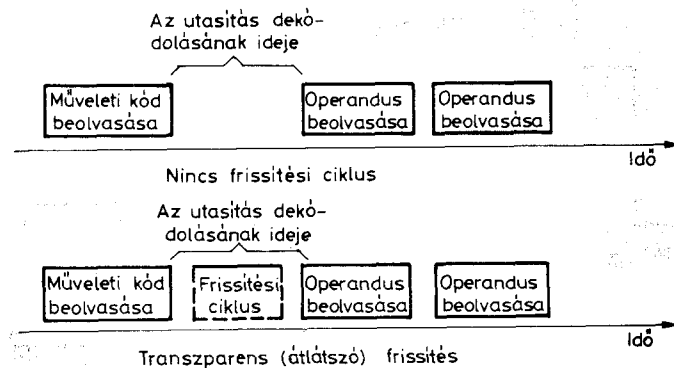 Az utasítás dekó-
dolásának ideje
Műveleti kód
beolvasása
Operandus
beolvasása
Operandus
beolvasása
Idő
Nincs frissítési ciklus
Az utasítás dekó-
dolásának ideje
Műveleti kód
beolvasása
Frissítési
ciklus
Operandus
beolvasása
Operandus
beolvasása
Idő
Transzparens (átlátszó) frissítés